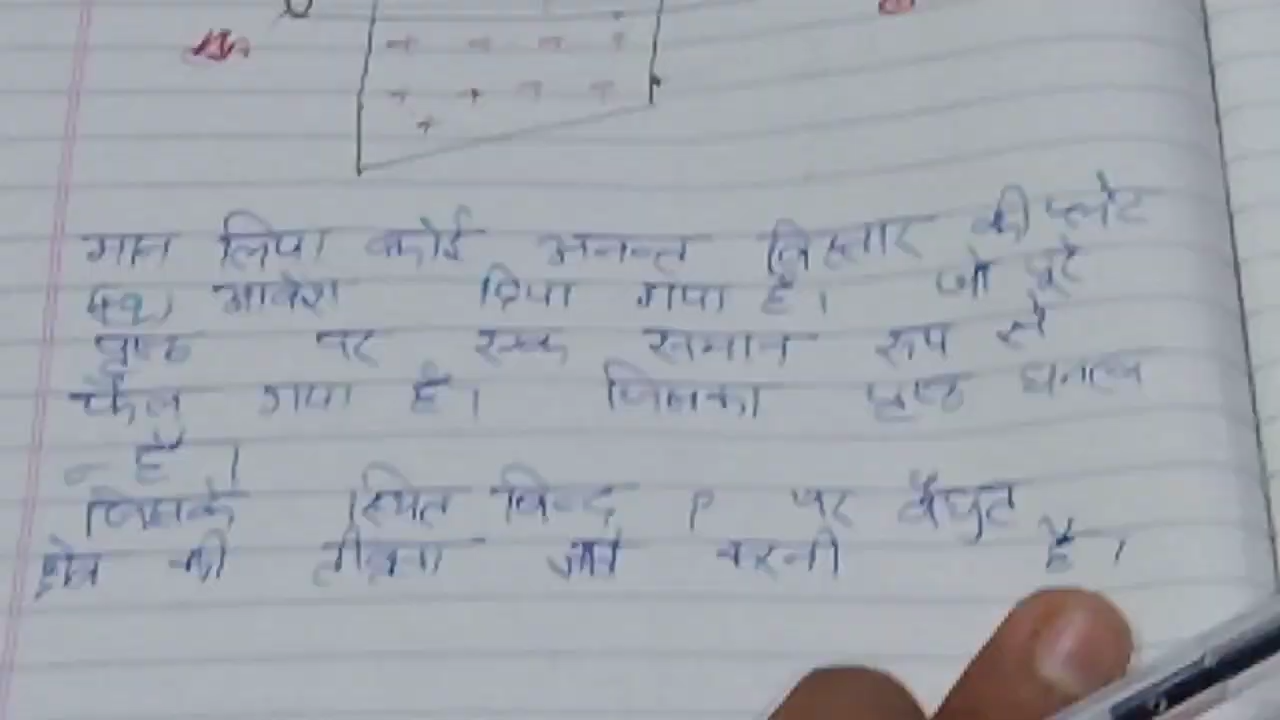 मान लिया कोई अनन्त विस्तार की प्लेट
(+q) आवेश दिया गया है। जो पूरे
पृष्ठ पर एक समान रूप से
फैल गया है। जिसका पृष्ठ घनत्व
σ है।
जिसके स्थित बिन्दु P पर वैधुत
क्षेत्र की तीव्रता ज्ञात करनी है।